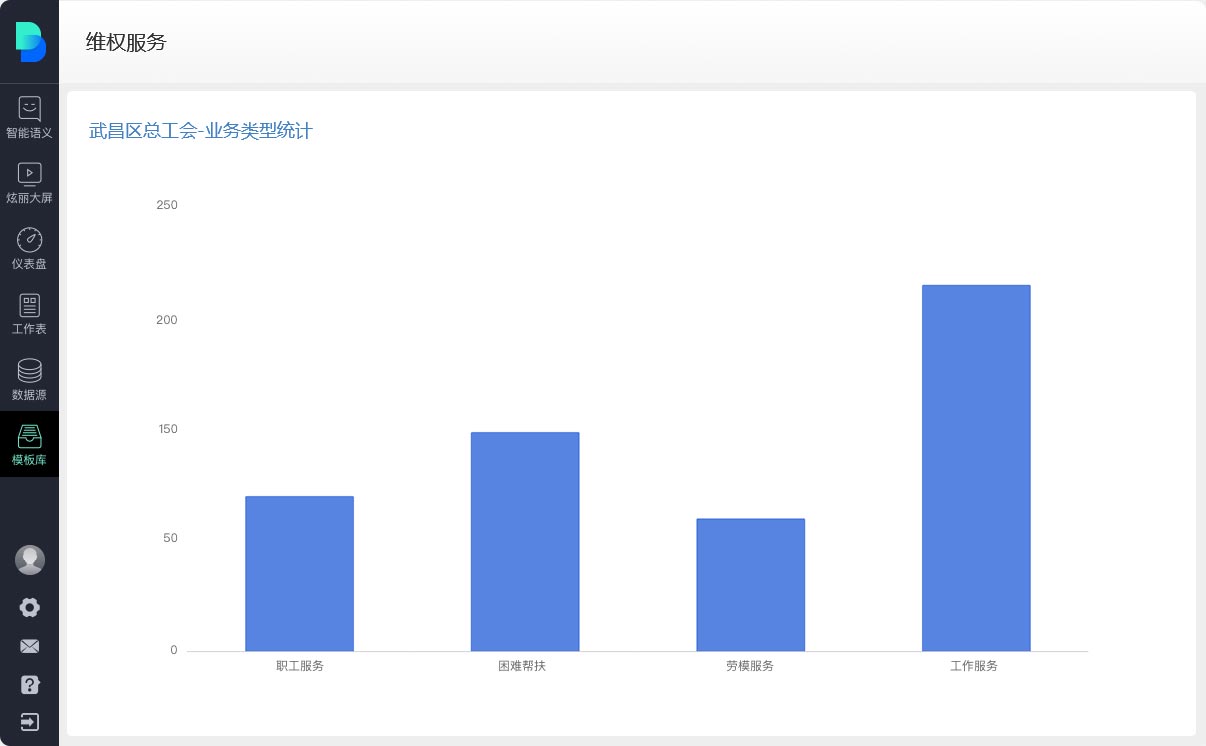 维权服务
智能语义
炫丽大屏
仪表盘
工作表
数据源
模板库
武昌区总工会-业务类型统计
250
200
150
50
0
职工服务
困难帮扶
劳模服务
工作服务